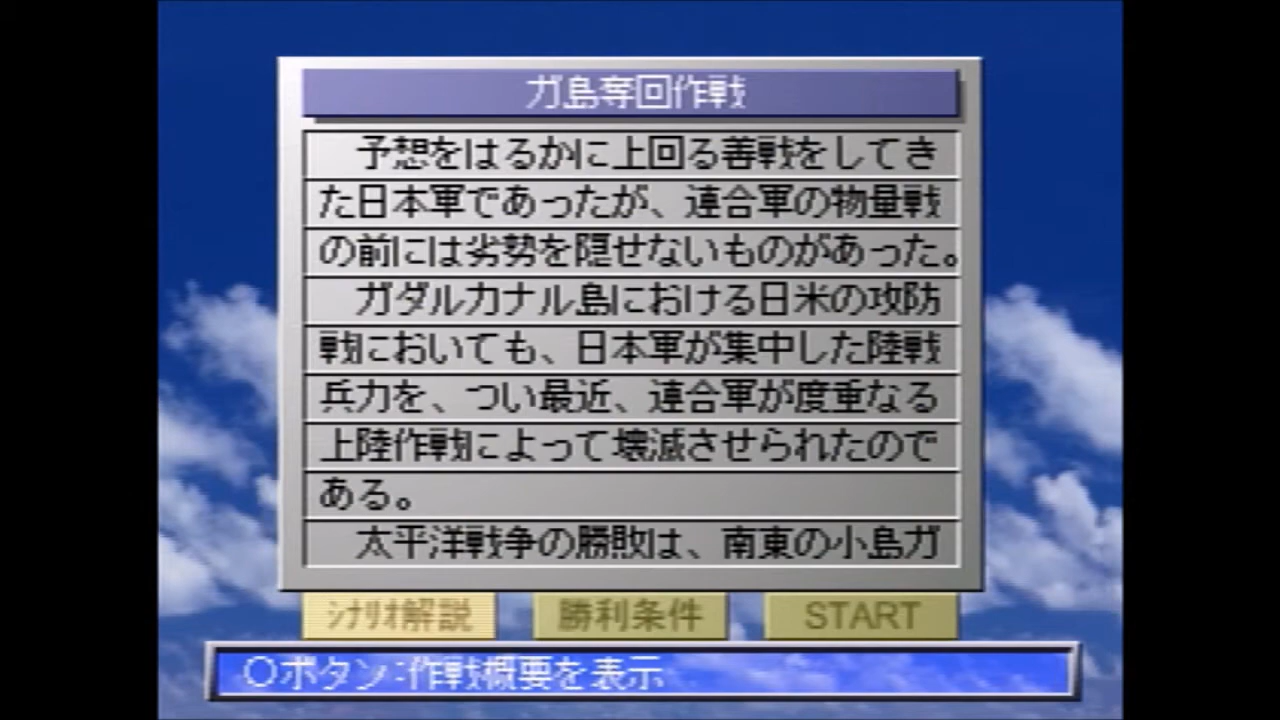 ガ島奪回作戦
予想をはるかに上回る善戦をしてき
た日本軍であったが、連合軍の物量戦
の前には劣勢を隠せないものがあった。
ガダルカナル島における日米の攻防
戦においても、日本軍が集中した陸戦
兵力を、つい最近、連合軍が度重なる
上陸作戦によって壊滅させられたので
ある。
太平洋戦争の勝敗は、南東の小島ガ
シナリオ解説
勝利条件
START
○ボタン:作戦概要を表示